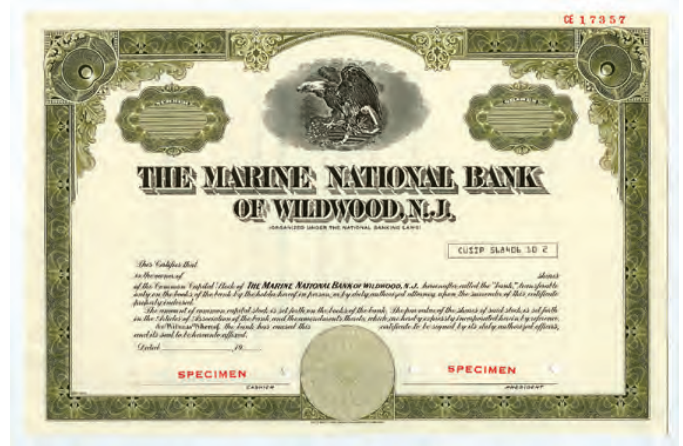 CE 17357
NUMBER
SHARES
THE MARINE NATIONAL BANK
OF WILDWOOD, N.J.
(ORGANIZED UNDER THE NATIONAL BANKING LAWS)
CUSIP 568406 10 2
This Certifies that
is the owner of shares
of the Common Capital Stock of THE MARINE NATIONAL BANK OF WILDWOOD, N.J. hereinafter called the "bank," transferable
only on the books of the bank by the holder hereof in person, or by duly authorized attorney, upon the surrender of this certificate
properly endorsed.
The amount of common capital stock is set forth on the books of the bank. The par value of the shares of said stock is set forth
in the Articles of Association of the bank, and the amendments thereto, which are hereby expressly incorporated herein by reference.
In Witness Whereof, the bank has caused this certificate to be signed by its duly authorized officers,
and its seal to be hereunto affixed.
Dated 19
SPECIMEN
SPECIMEN
CASHIER
PRESIDENT